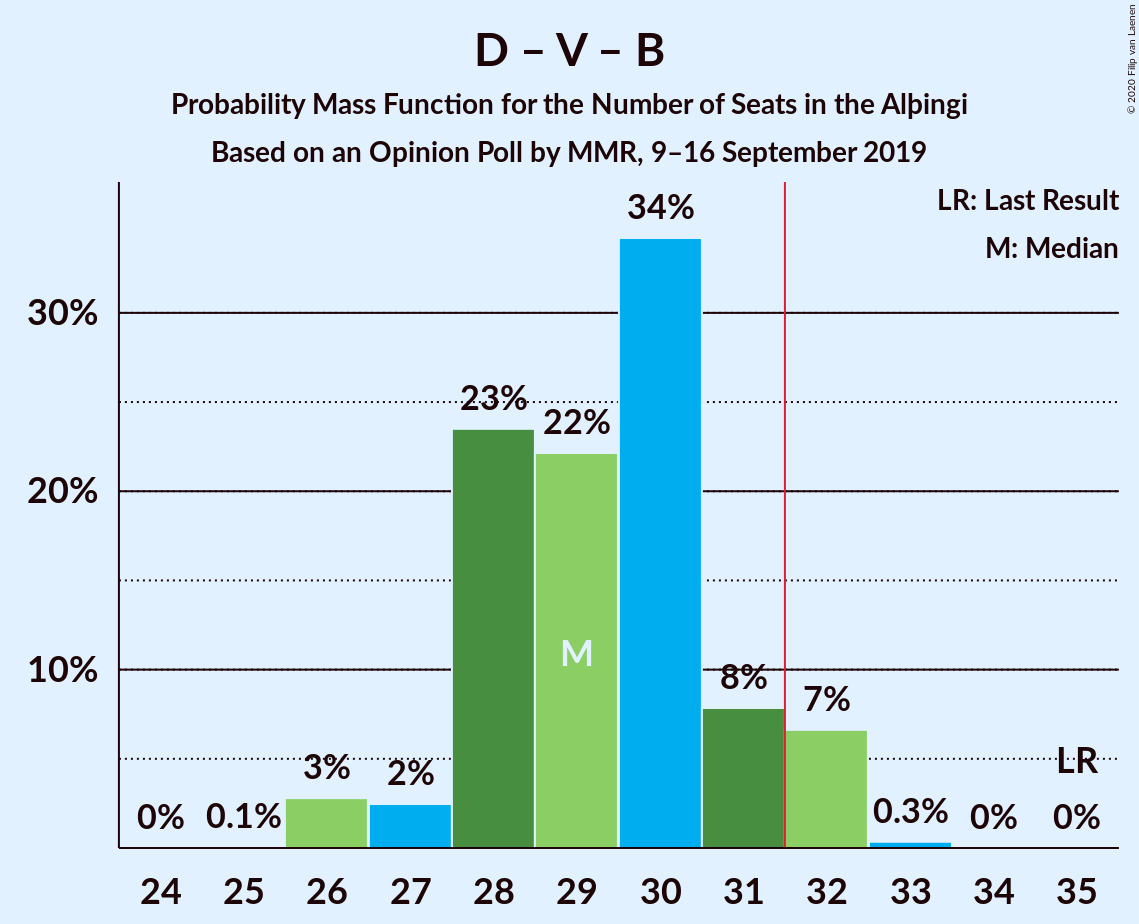 D – V – B
Probability Mass Function for the Number of Seats in the Alþingi
Based on an Opinion Poll by MMR, 9–16 September 2019
© 2020 Filip van Laenen
LR: Last Result
M: Median
34%
30%
23%
22%
20%
M
10%
8%
7%
LR
3%
2%
0%
0.1%
0.3%
0%
0%
24 25 26 27 28 29 30 31 32 33 34 35